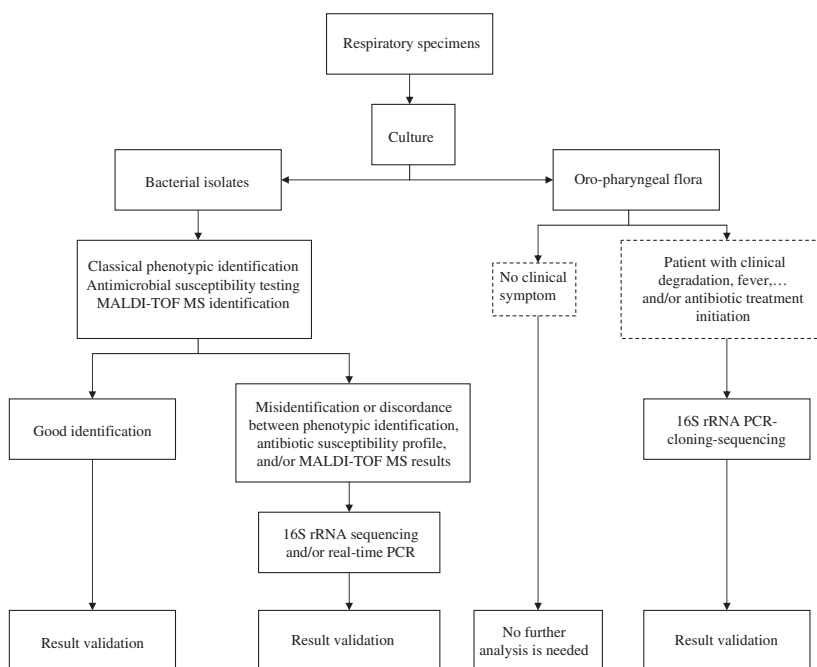 Respiratory specimens
Culture
Bacterial isolates
Oro-pharyngeal flora
Classical phenotypic identification
Antimicrobial susceptibility testing
MALDI-TOF MS identification
No clinical
symptom
Patient with clinical
degradation, fever,…
and/or antibiotic treatment
initiation
Good identification
Misidentification or discordance
between phenotypic identification,
antibiotic susceptibility profile,
and/or MALDI-TOF MS results
16S rRNA PCR-
cloning-sequencing
16S rRNA sequencing
and/or real-time PCR
Result validation
Result validation
No further
analysis is needed
Result validation